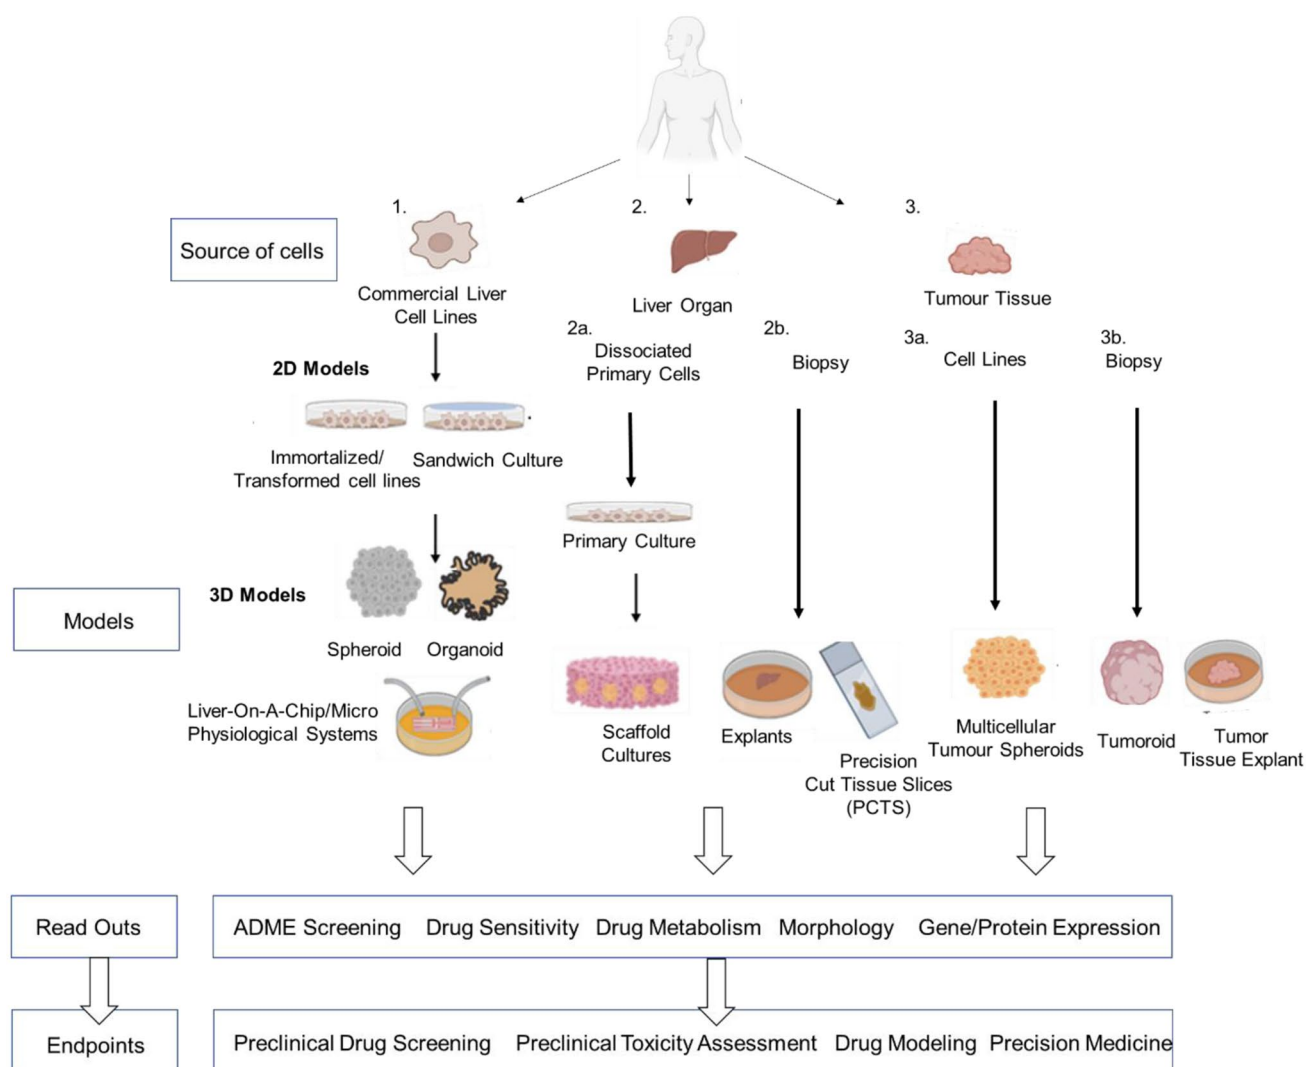 1.
2.
3.
Source of cells
Commercial Liver
Cell Lines
Liver Organ
Tumour Tissue
2a.
Dissociated
Primary Cells
2b.
Biopsy
3a.
Cell Lines
3b.
Biopsy
2D Models
Immortalized/
Transformed cell lines
Sandwich Culture
Primary Culture
Models
3D Models
Spheroid
Organoid
Liver-On-A-Chip/Micro
Physiological Systems
Scaffold
Cultures
Explants
Precision
Cut Tissue Slices
(PCTS)
Multicellular
Tumour Spheroids
Tumoroid
Tumor
Tissue Explant
Read Outs
ADME Screening Drug Sensitivity Drug Metabolism Morphology Gene/Protein Expression
Endpoints
Preclinical Drug Screening Preclinical Toxicity Assessment Drug Modeling Precision Medicine